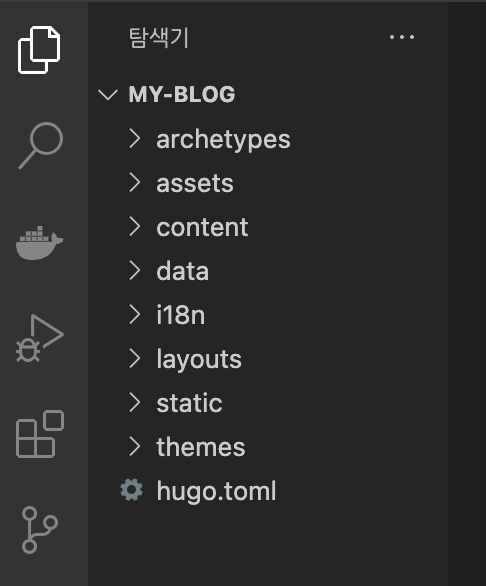 탐색기
MY-BLOG
archetypes
assets
content
data
i18n
layouts
static
themes
hugo.toml